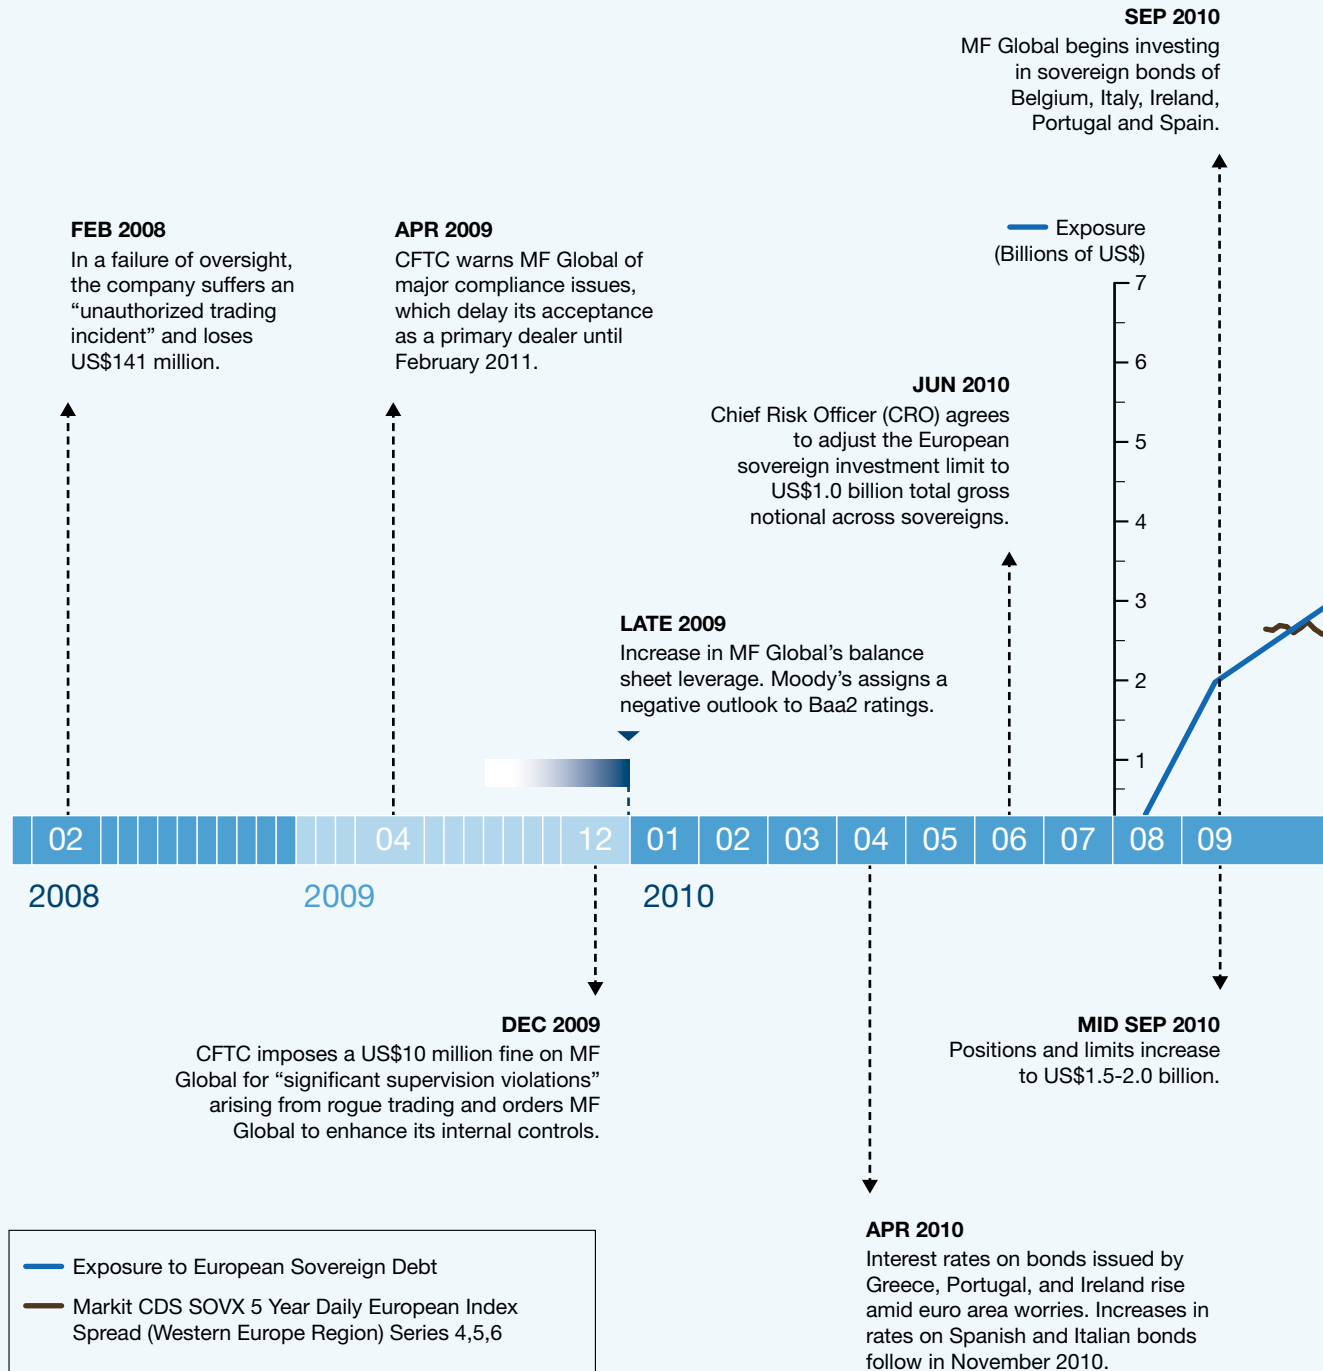 SEP 2010
MF Global begins investing
in sovereign bonds of
Belgium, Italy, Ireland,
Portugal and Spain.
FEB 2008
In a failure of oversight,
the company suffers an
“unauthorized trading
incident” and loses
US$141 million.
APR 2009
CFTC warns MF Global of
major compliance issues,
which delay its acceptance
as a primary dealer until
February 2011.
Exposure
(Billions of US$)
7
6
5
4
3
2
1
JUN 2010
Chief Risk Officer (CRO) agrees
to adjust the European
sovereign investment limit to
US$1.0 billion total gross
notional across sovereigns.
LATE 2009
Increase in MF Global’s balance
sheet leverage. Moody’s assigns a
negative outlook to Baa2 ratings.
02 04 12 01 02 03 04 05 06 07 08 09
2008 2009 2010
DEC 2009
CFTC imposes a US$10 million fine on MF
Global for “significant supervision violations”
arising from rogue trading and orders MF
Global to enhance its internal controls.
MID SEP 2010
Positions and limits increase
to US$1.5-2.0 billion.
APR 2010
Interest rates on bonds issued by
Greece, Portugal, and Ireland rise
amid euro area worries. Increases in
rates on Spanish and Italian bonds
follow in November 2010.
Exposure to European Sovereign Debt
Markit CDS SOVX 5 Year Daily European Index
Spread (Western Europe Region) Series 4,5,6